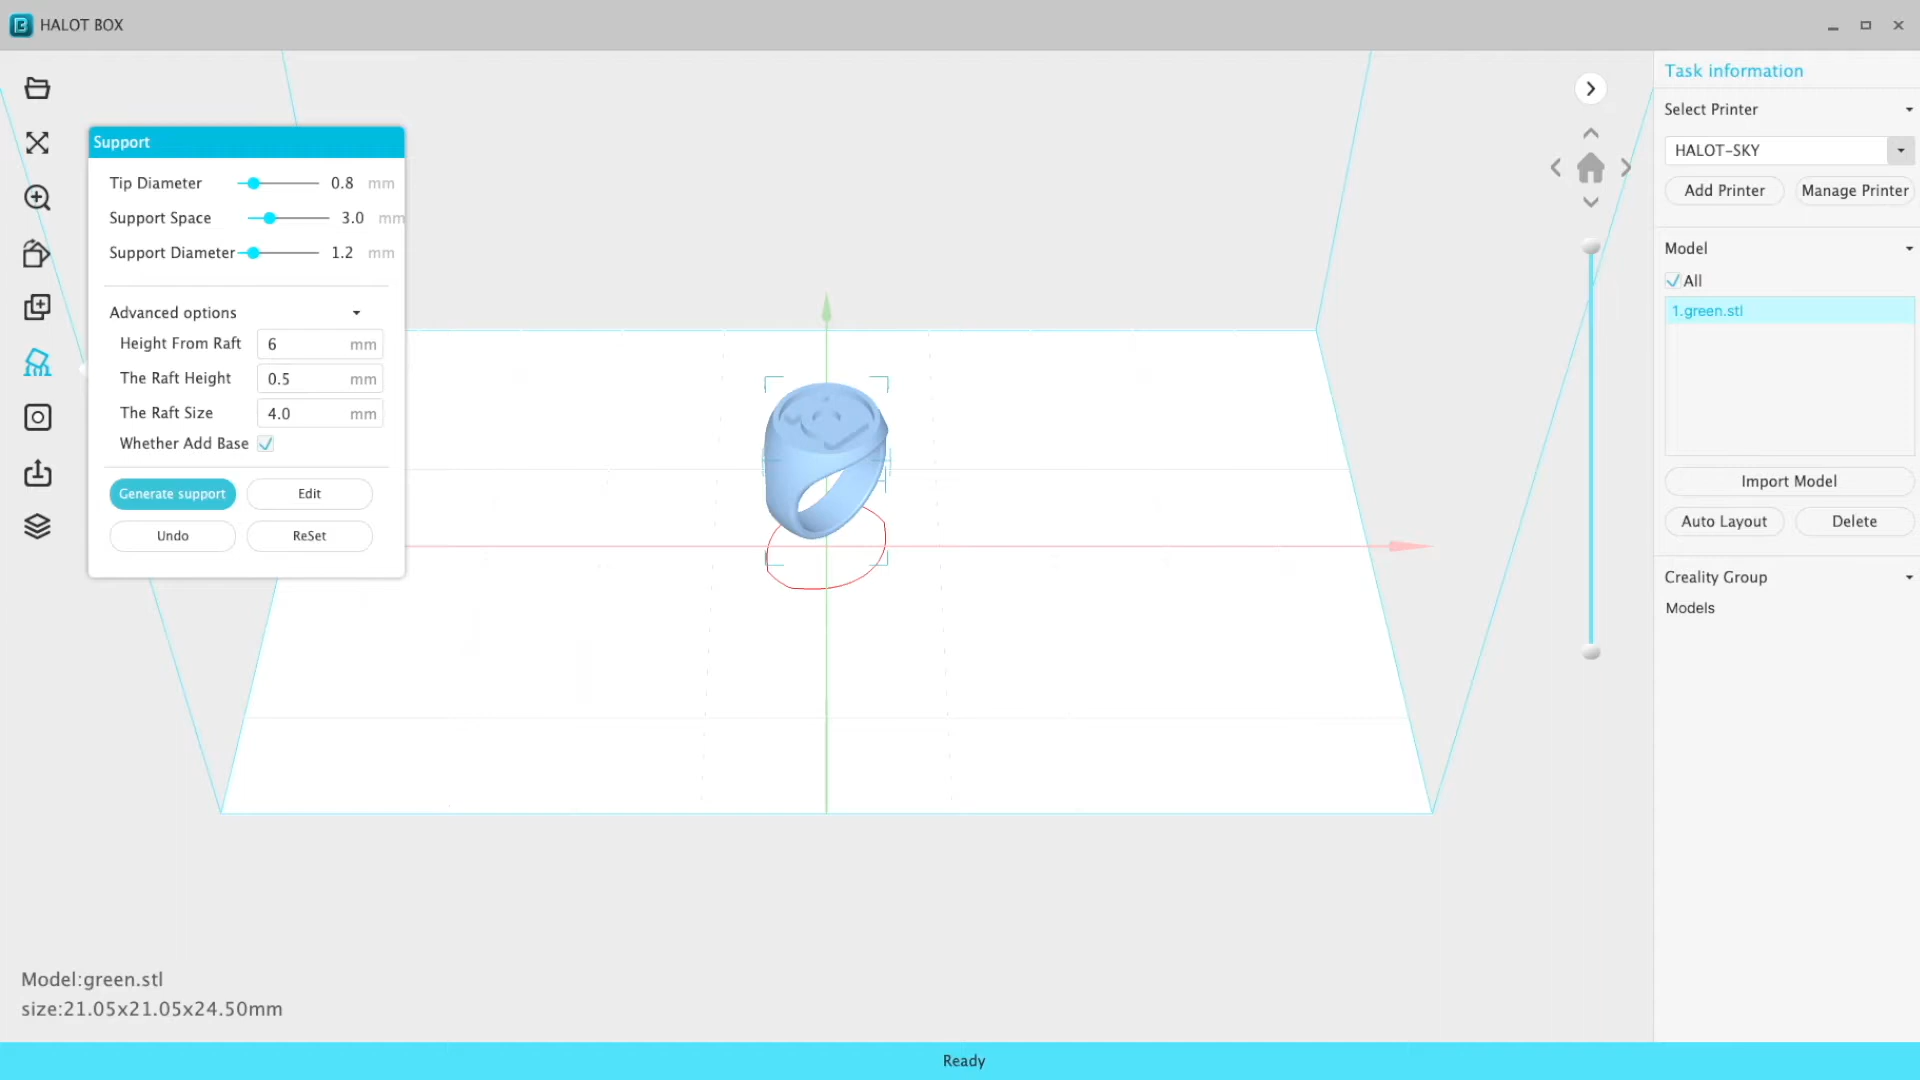 HALOT BOX
Support
Tip Diameter 0.8 mm
Support Space 3.0 mm
Support Diameter 1.2 mm
Advanced options
Height From Raft 6 mm
The Raft Height 0.5 mm
The Raft Size 4.0 mm
Whether Add Base
Generate support Edit
Undo ReSet
Model:green.stl
size:21.05x21.05x24.50mm
Task information
Select Printer
HALOT-SKY
Add Printer Manage Printer
Model
All
1.green.stl
Import Model
Auto Layout Delete
Creality Group
Models
Ready